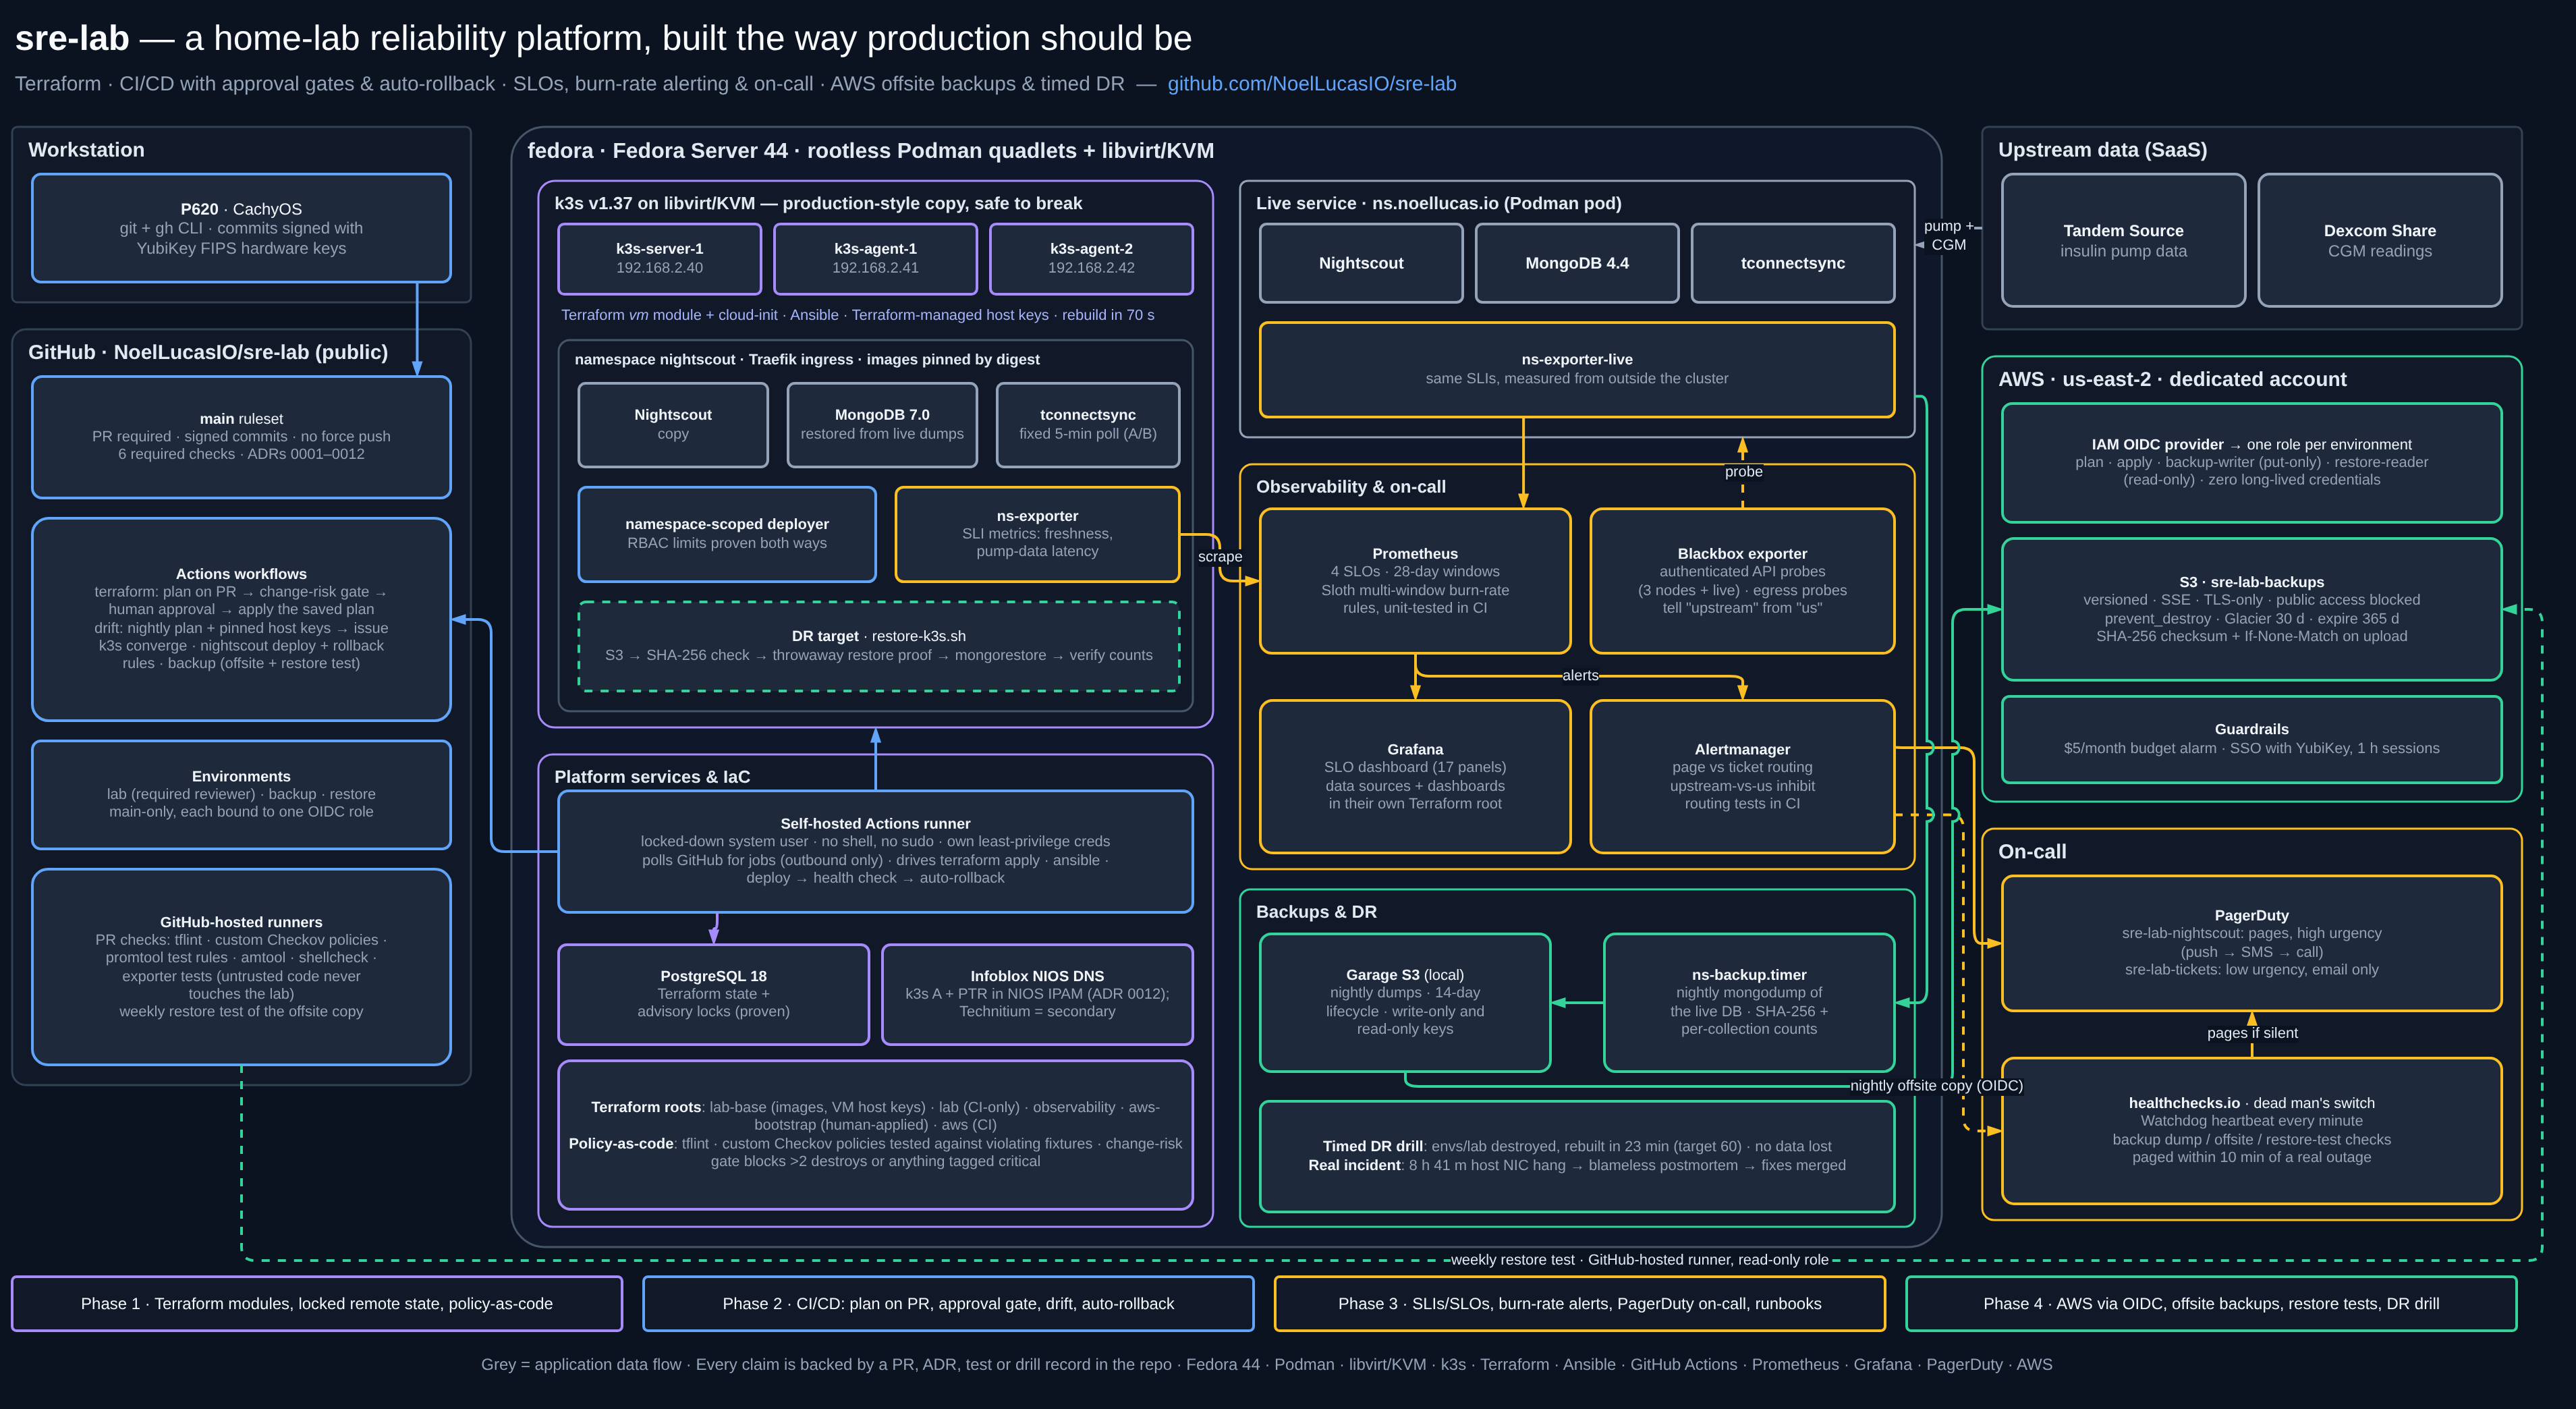 sre-lab — a home-lab reliability platform, built the way production should be
Terraform · CI/CD with approval gates & auto-rollback · SLOs, burn-rate alerting & on-call · AWS offsite backups & timed DR — github.com/NoelLucasIO/sre-lab
Workstation
P620 · CachyOS
git + gh CLI · commits signed with
YubiKey FIPS hardware keys
GitHub · NoelLucasIO/sre-lab (public)
main ruleset
PR required · signed commits · no force push
6 required checks · ADRs 0001–0012
Actions workflows
terraform: plan on PR → change-risk gate →
human approval → apply the saved plan
drift: nightly plan + pinned host keys → issue
k3s converge · nightscout deploy + rollback
rules · backup (offsite + restore test)
Environments
lab (required reviewer) · backup · restore
main-only, each bound to one OIDC role
GitHub-hosted runners
PR checks: tflint · custom Checkov policies ·
promtool test rules · amtool · shellcheck ·
exporter tests (untrusted code never
touches the lab)
weekly restore test of the offsite copy
fedora · Fedora Server 44 · rootless Podman quadlets + libvirt/KVM
k3s v1.37 on libvirt/KVM — production-style copy, safe to break
k3s-server-1
192.168.2.40
k3s-agent-1
192.168.2.41
k3s-agent-2
192.168.2.42
Terraform vm module + cloud-init · Ansible · Terraform-managed host keys · rebuild in 70 s
namespace nightscout · Traefik ingress · images pinned by digest
Nightscout
copy
MongoDB 7.0
restored from live dumps
tconnectsync
fixed 5-min poll (A/B)
namespace-scoped deployer
RBAC limits proven both ways
ns-exporter
SLI metrics: freshness,
pump-data latency
scrape
DR target · restore-k3s.sh
S3 → SHA-256 check → throwaway restore proof → mongorestore → verify counts
Platform services & IaC
Self-hosted Actions runner
locked-down system user · no shell, no sudo · own least-privilege creds
polls GitHub for jobs (outbound only) · drives terraform apply · ansible ·
deploy → health check → auto-rollback
PostgreSQL 18
Terraform state +
advisory locks (proven)
Infoblox NIOS DNS
k3s A + PTR in NIOS IPAM (ADR 0012);
Technitium = secondary
Terraform roots: lab-base (images, VM host keys) · lab (CI-only) · observability · aws-
bootstrap (human-applied) · aws (CI)
Policy-as-code: tflint · custom Checkov policies tested against violating fixtures · change-risk
gate blocks >2 destroys or anything tagged critical
Live service · ns.noellucas.io (Podman pod)
Nightscout
MongoDB 4.4
tconnectsync
ns-exporter-live
same SLIs, measured from outside the cluster
probe
Observability & on-call
Prometheus
4 SLOs · 28-day windows
Sloth multi-window burn-rate
rules, unit-tested in CI
Blackbox exporter
authenticated API probes
(3 nodes + live) · egress probes
tell "upstream" from "us"
alerts
Grafana
SLO dashboard (17 panels)
data sources + dashboards
in their own Terraform root
Alertmanager
page vs ticket routing
upstream-vs-us inhibit
routing tests in CI
Backups & DR
Garage S3 (local)
nightly dumps · 14-day
lifecycle · write-only and
read-only keys
ns-backup.timer
nightly mongodump of
the live DB · SHA-256 +
per-collection counts
nightly offsite copy (OIDC)
Timed DR drill: envs/lab destroyed, rebuilt in 23 min (target 60) · no data lost
Real incident: 8 h 41 m host NIC hang → blameless postmortem → fixes merged
pump +
CGM
Upstream data (SaaS)
Tandem Source
insulin pump data
Dexcom Share
CGM readings
AWS · us-east-2 · dedicated account
IAM OIDC provider → one role per environment
plan · apply · backup-writer (put-only) · restore-reader
(read-only) · zero long-lived credentials
S3 · sre-lab-backups
versioned · SSE · TLS-only · public access blocked
prevent_destroy · Glacier 30 d · expire 365 d
SHA-256 checksum + If-None-Match on upload
Guardrails
$5/month budget alarm · SSO with YubiKey, 1 h sessions
On-call
PagerDuty
sre-lab-nightscout: pages, high urgency
(push → SMS → call)
sre-lab-tickets: low urgency, email only
pages if silent
healthchecks.io · dead man's switch
Watchdog heartbeat every minute
backup dump / offsite / restore-test checks
paged within 10 min of a real outage
weekly restore test · GitHub-hosted runner, read-only role
Phase 1 · Terraform modules, locked remote state, policy-as-code
Phase 2 · CI/CD: plan on PR, approval gate, drift, auto-rollback
Phase 3 · SLIs/SLOs, burn-rate alerts, PagerDuty on-call, runbooks
Phase 4 · AWS via OIDC, offsite backups, restore tests, DR drill
Grey = application data flow · Every claim is backed by a PR, ADR, test or drill record in the repo · Fedora 44 · Podman · libvirt/KVM · k3s · Terraform · Ansible · GitHub Actions · Prometheus · Grafana · PagerDuty · AWS